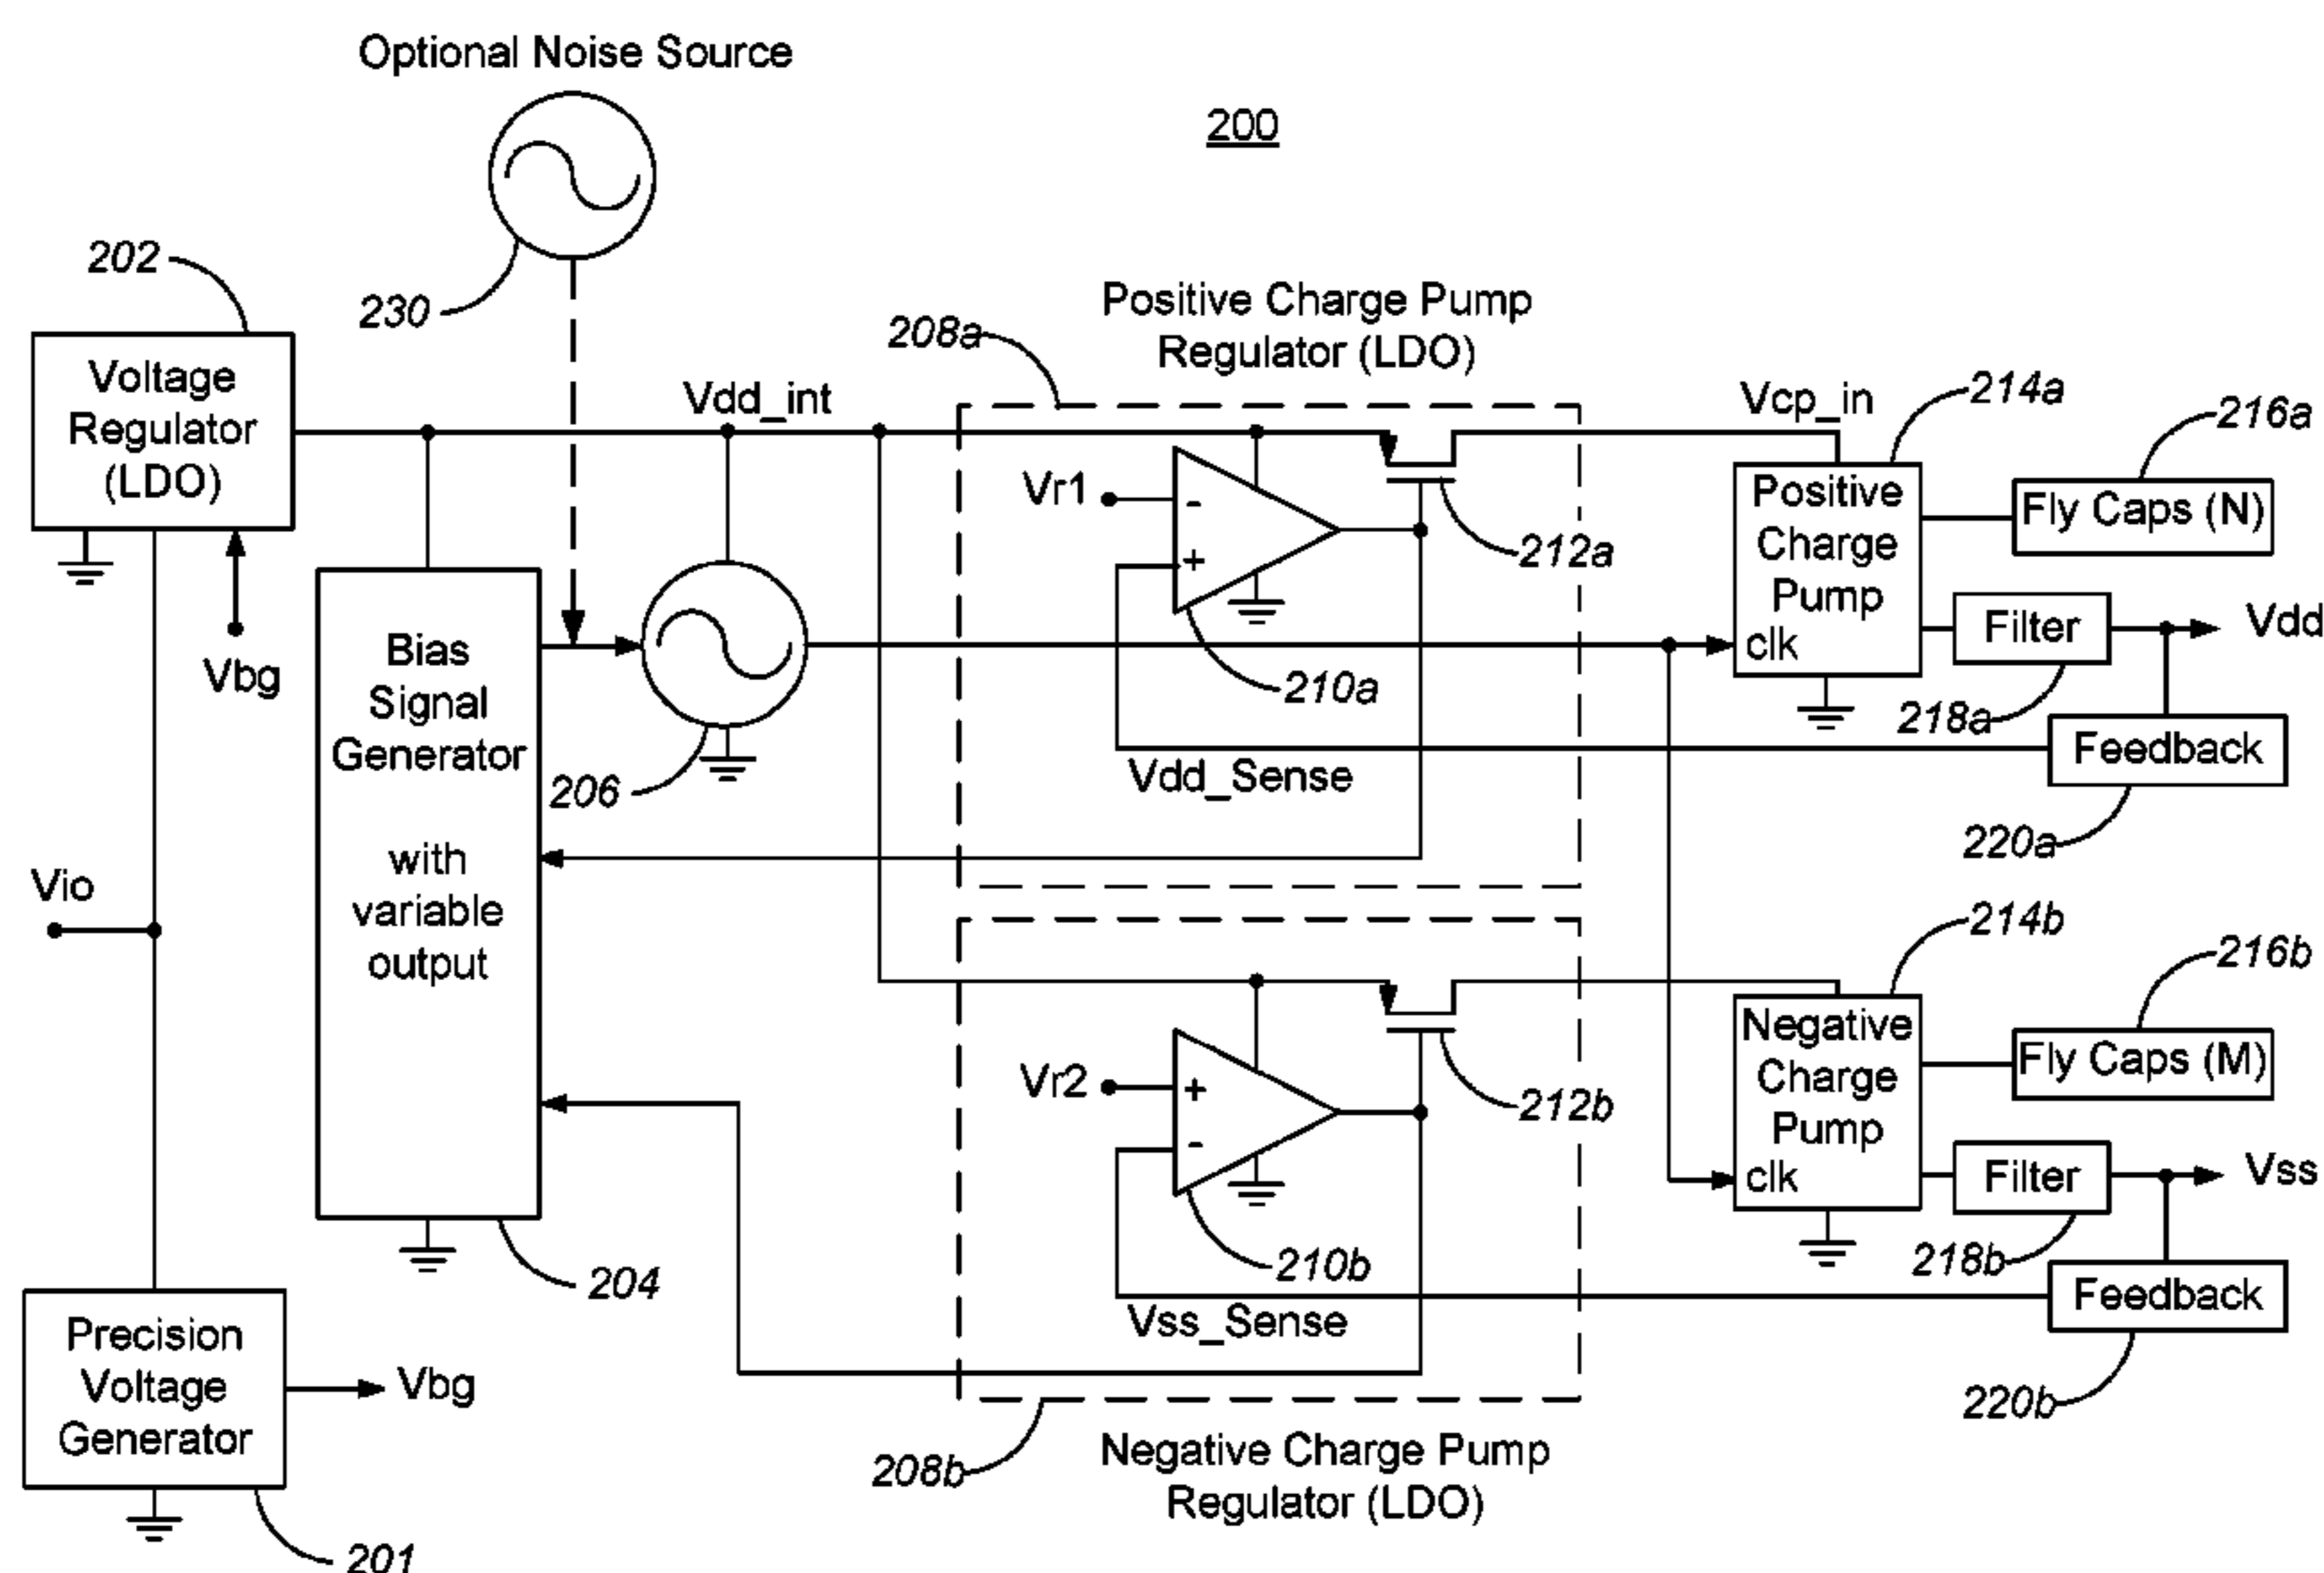 Optional Noise Source
200
202
230
Voltage
Regulator
(LDO)
Vbg
Vdd_int
208a
Positive Charge Pump
Regulator (LDO)
Vr1
-
+
212a
210a
Vdd_Sense
Vcp_in
214a
216a
Positive
Charge
Pump
clk
Fly Caps (N)
Filter
Vdd
218a
Feedback
220a
Bias
Signal
Generator
with
variable
output
206
Vio
204
Precision
Voltage
Generator
Vbg
201
Vr2
+
-
212b
210b
Vss_Sense
208b
Negative Charge Pump
Regulator (LDO)
214b
216b
Negative
Charge
Pump
clk
Fly Caps (M)
Filter
Vss
218b
Feedback
220b